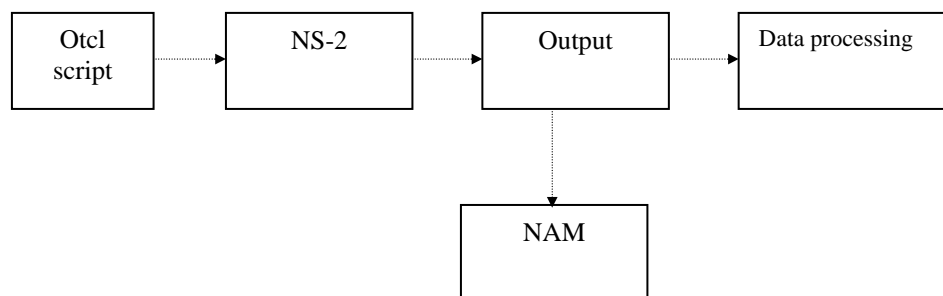 Otcl
script
NS-2
Output
Data processing
NAM